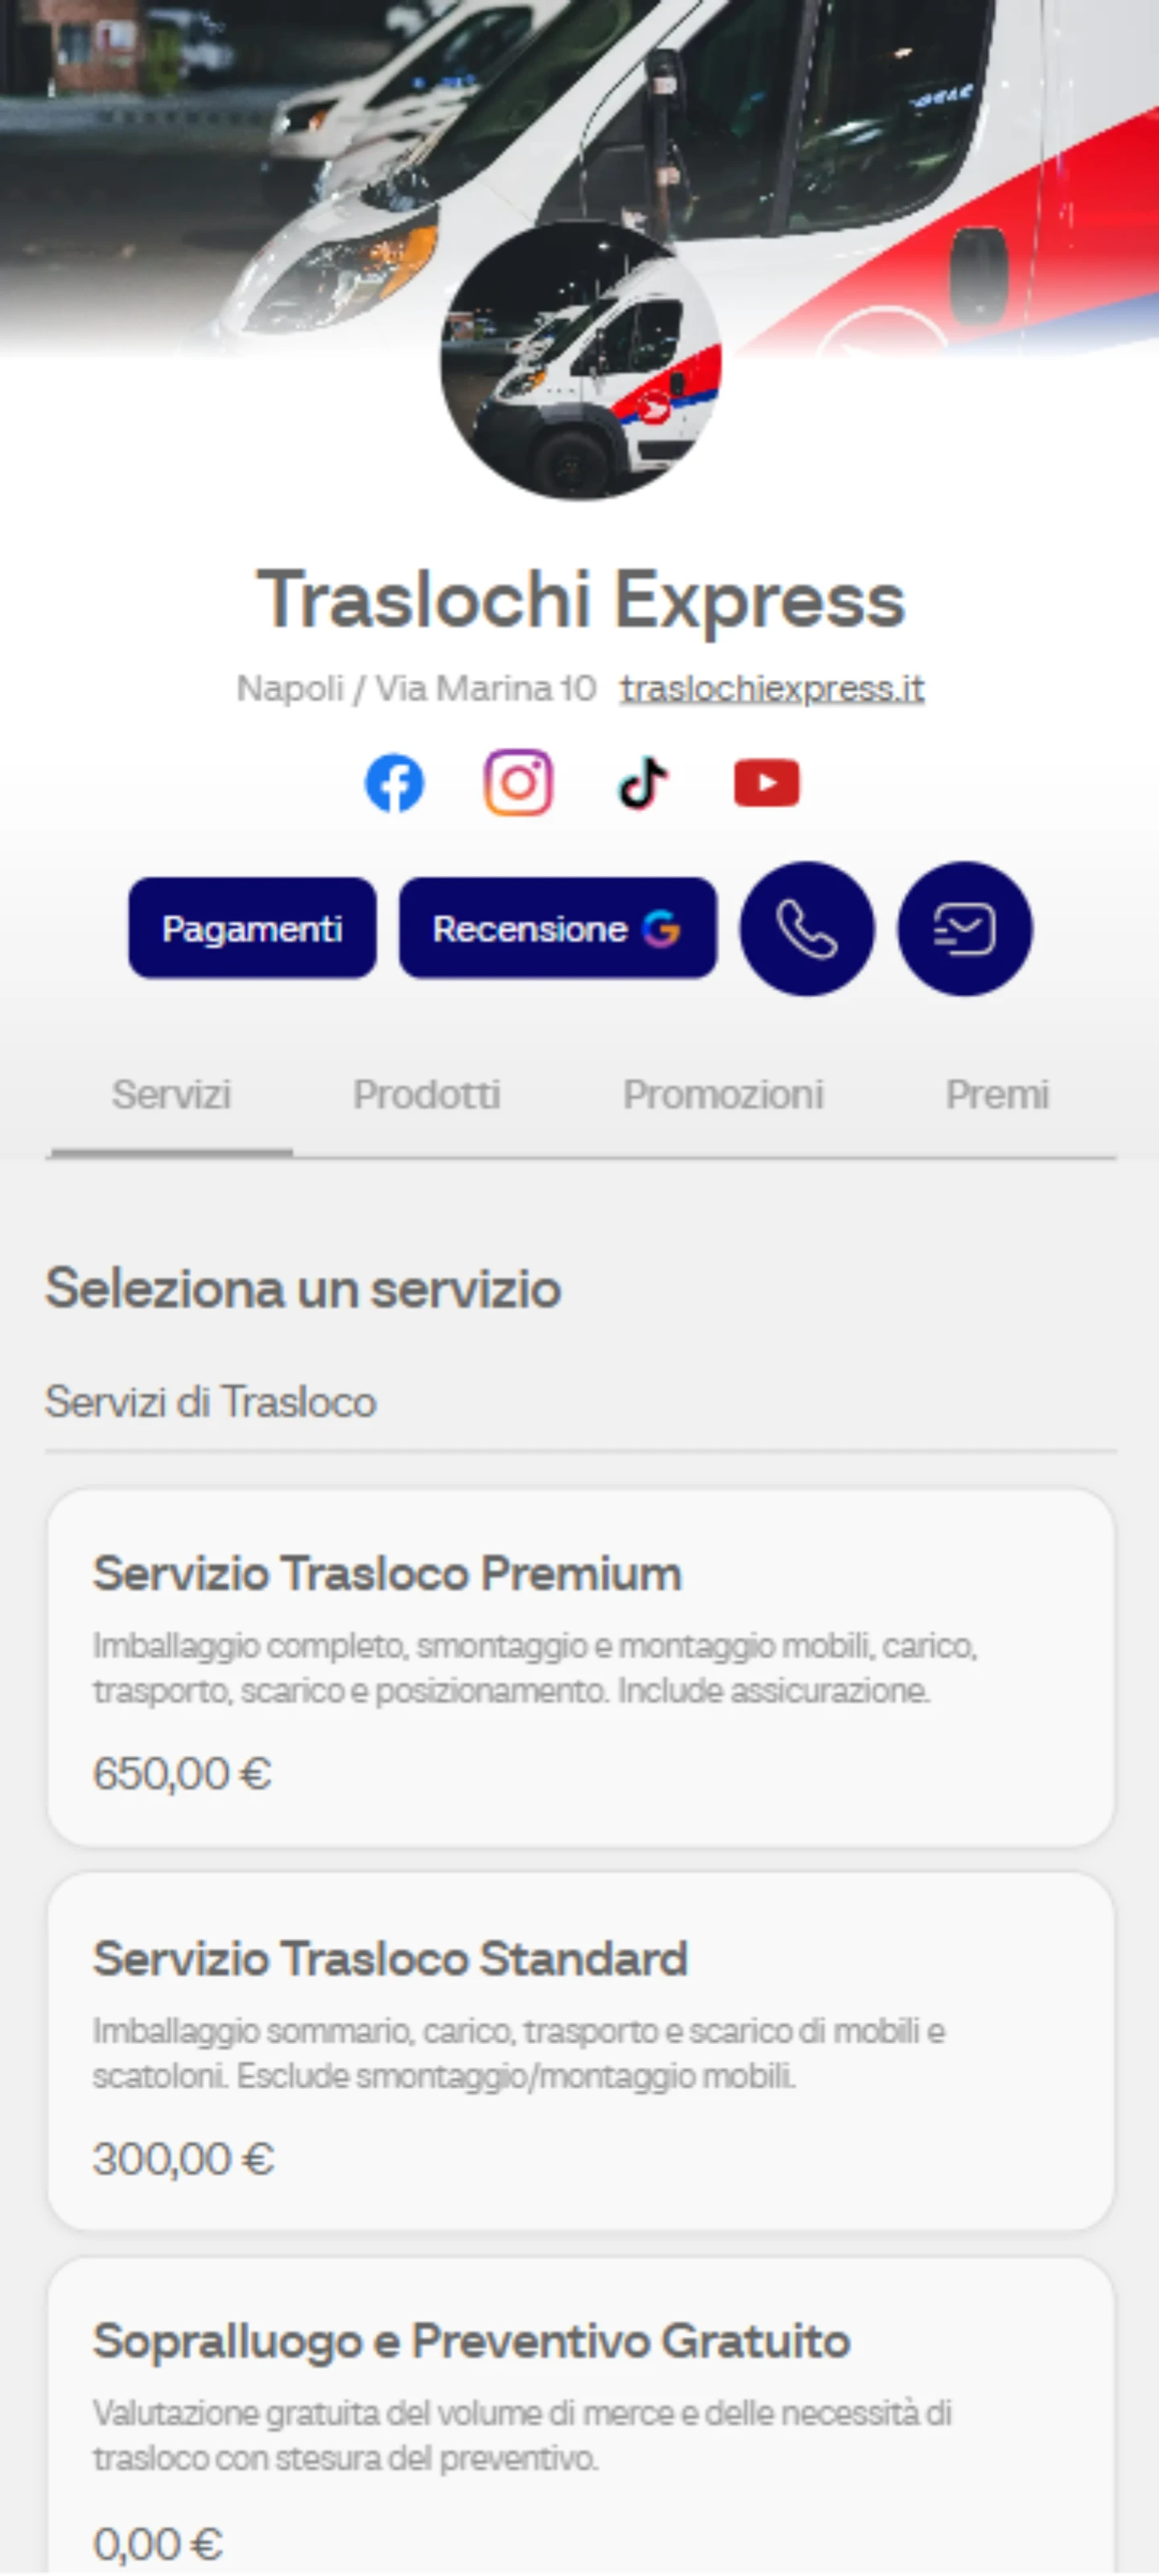 Traslochi Express
Napoli / Via Marina 10 traslochiexpress.it
Pagamenti Recensione
Servizi Prodotti Promozioni Premi
Seleziona un servizio
Servizi di Trasloco
Servizio Trasloco Premium
Imballaggio completo, smontaggio e montaggio mobili, carico,
trasporto, scarico e posizionamento. Include assicurazione.
650,00 €
Servizio Trasloco Standard
Imballaggio sommario, carico, trasporto e scarico di mobili e
scatoloni. Esclude smontaggio/montaggio mobili.
300,00 €
Sopralluogo e Preventivo Gratuito
Valutazione gratuita del volume di merce e delle necessità di
trasloco con stesura del preventivo.
0,00 €